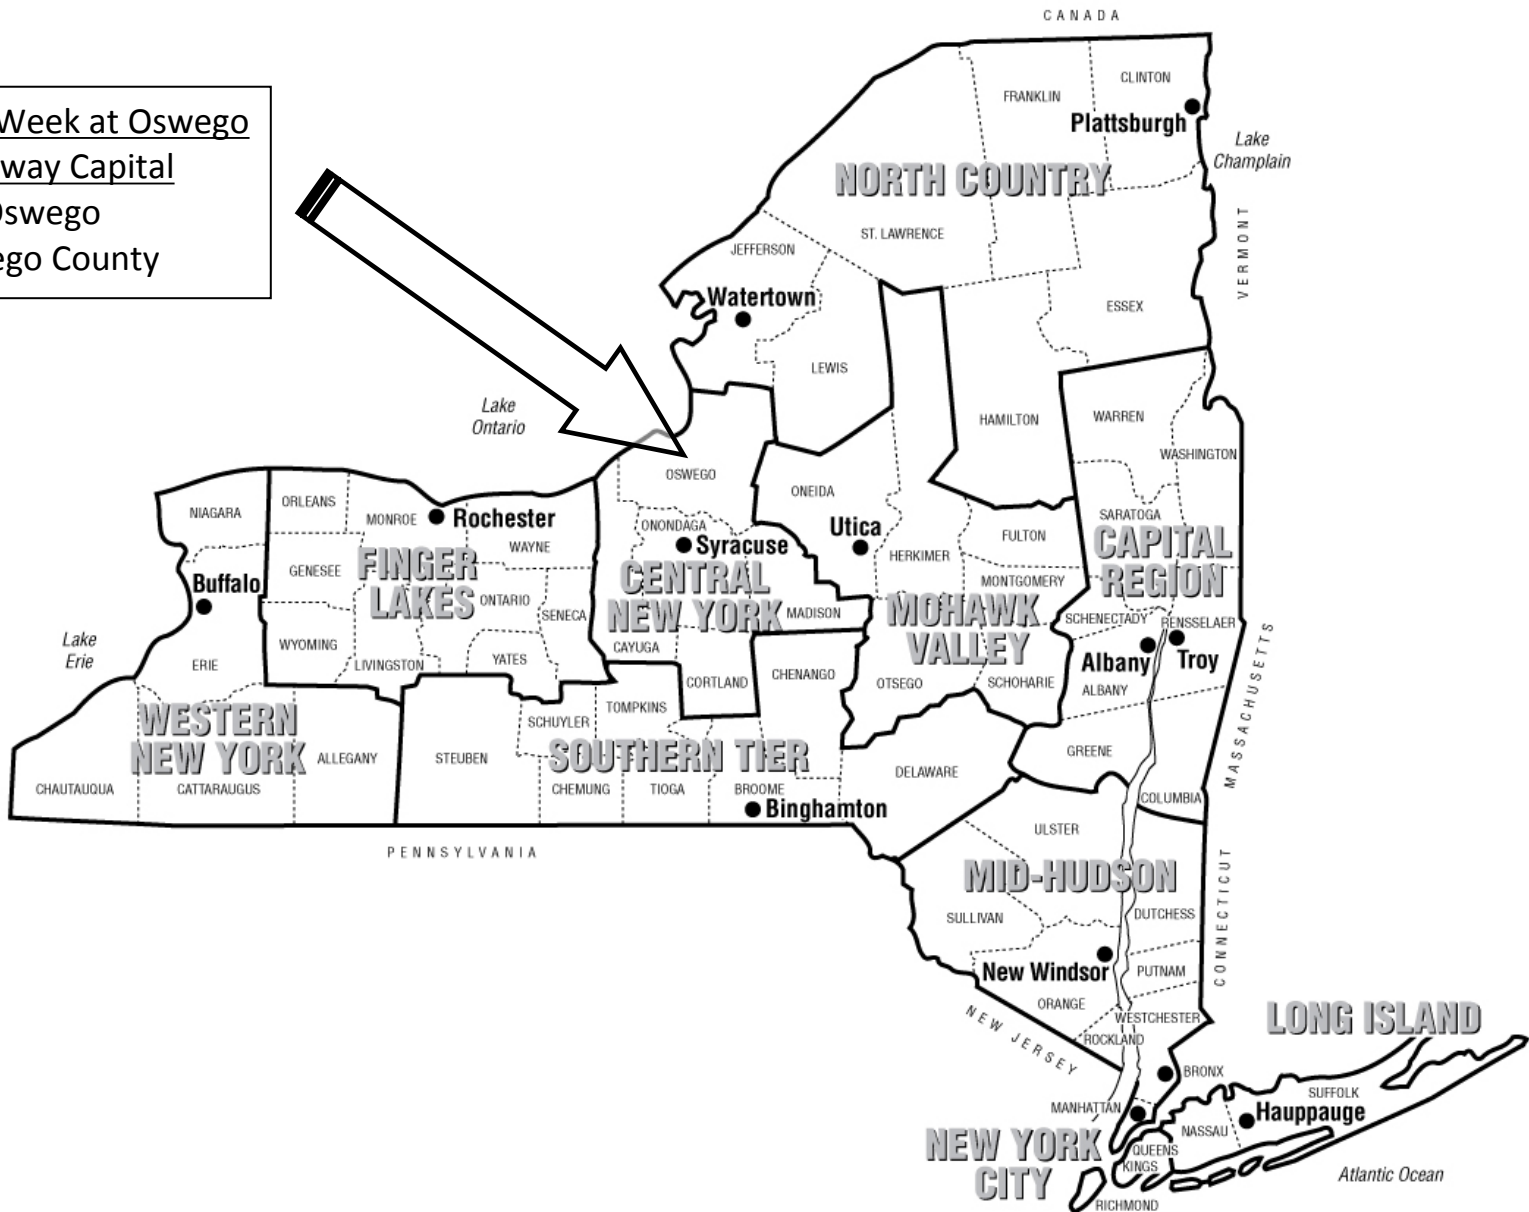 CANADA
Week at Oswego
way Capital
Oswego
ego County
CLINTON
FRANKLIN
Plattsburgh
Lake
Champlain
NORTH COUNTRY
VERMONT
ST. LAWRENCE
JEFFERSON
Watertown
ESSEX
LEWIS
Lake
Ontario
HAMILTON
WARREN
WASHINGTON
OSWEGO
ONEIDA
NIAGARA
ORLEANS
MONROE
Rochester
WAYNE
ONONDAGA
Syracuse
Utica
HERKIMER
FULTON
SARATOGA
CAPITAL
REGION
GENESEE
FINGER
LAKES
ONTARIO
SENECA
CENTRAL
NEW YORK
MADISON
MONTGOMERY
MOHAWK
VALLEY
SCHENECTADY
RENSSELAER
Buffalo
Lake
Erie
ERIE
WYOMING
LIVINGSTON
YATES
CAYUGA
CORTLAND
CHENANGO
OTSEGO
SCHOHARIE
Albany
Troy
ALBANY
MASSACHUSETTS
WESTERN
NEW YORK
ALLEGANY
STEUBEN
SCHUYLER
TOMPKINS
SOUTHERN TIER
DELAWARE
GREENE
COLUMBIA
CHAUTAUQUA
CATTARAUGUS
CHEMUNG
TIOGA
BROOME
Binghamton
PENNSYLVANIA
ULSTER
MID-HUDSON
SULLIVAN
DUTCHESS
CONNECTICUT
New Windsor
PUTNAM
ORANGE
WESTCHESTER
ROCKLAND
NEW JERSEY
LONG ISLAND
BRONX
SUFFOLK
MANHATTAN
Hauppauge
NASSAU
NEW YORK
CITY
QUEENS
KINGS
RICHMOND
Atlantic Ocean